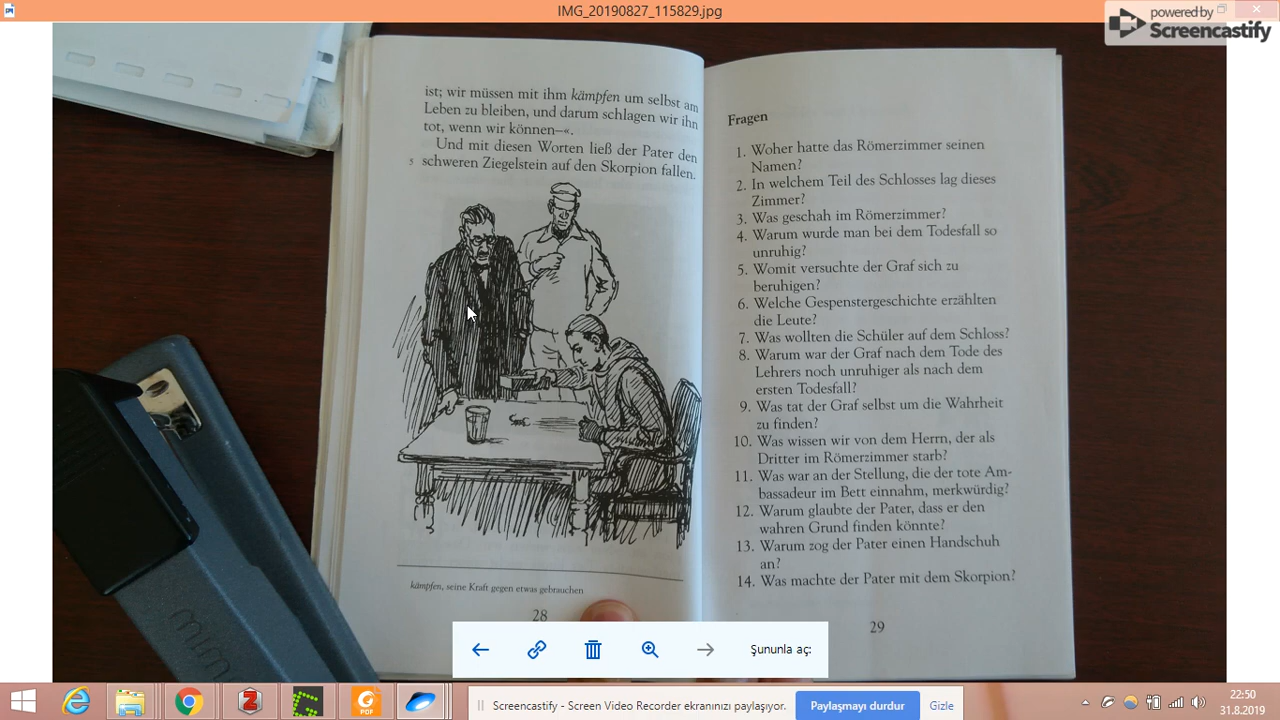 IMG_20190827_115829.jpg
powered by
Screencastify
ist; wir müssen mit ihm kämpfen um selbst am
Leben zu bleiben, und darum schlagen wir ihn
tot, wenn wir können—«.
Und mit diesen Worten ließ der Pater den
5 schweren Ziegelstein auf den Skorpion fallen.
kämpfen, seine Kraft gegen etwas gebrauchen
28
Fragen
1. Woher hatte das Römerzimmer seinen
Namen?
2. In welchem Teil des Schlosses lag dieses
Zimmer?
3. Was geschah im Römerzimmer?
4. Warum wurde man bei dem Todesfall so
unruhig?
5. Womit versuchte der Graf sich zu
beruhigen?
6. Welche Gespenstergeschichte erzählten
die Leute?
7. Was wollten die Schüler auf dem Schloss?
8. Warum war der Graf nach dem Tode des
Lehrers noch unruhiger als nach dem
ersten Todesfall?
9. Was tat der Graf selbst um die Wahrheit
zu finden?
10. Was wissen wir von dem Herrn, der als
Dritter im Römerzimmer starb?
11. Was war an der Stellung, die der tote Am-
bassadeur im Bett einnahm, merkwürdig?
12. Warum glaubte der Pater, dass er den
wahren Grund finden könnte?
13. Warum zog der Pater einen Handschuh
an?
14. Was machte der Pater mit dem Skorpion?
29
Şununla aç:
Screencastify - Screen Video Recorder ekranınızı paylaşıyor.
Paylaşmayı durdur
Gizle
22:50
31.8.2019